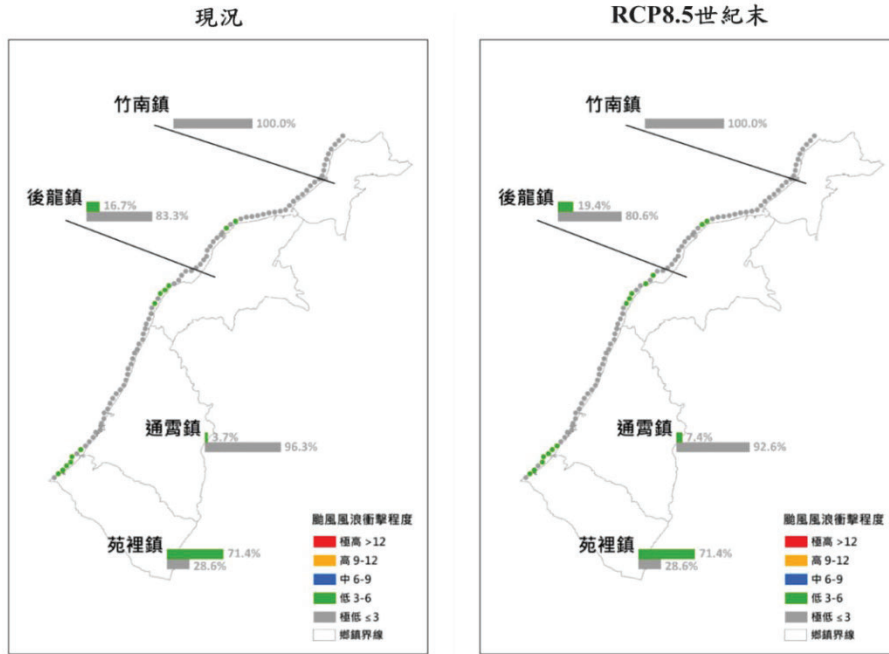 現況
竹南鎮
100.0%
後龍鎮
16.7%
83.3%
通霄鎮
3.7%
96.3%
苑裡鎮
71.4%
28.6%
颱風風浪衝擊程度
極高 >12
高 9-12
中 6-9
低 3-6
極低 ≤3
鄉鎮界線
RCP8.5世紀末
竹南鎮
100.0%
後龍鎮
19.4%
80.6%
通霄鎮
7.4%
92.6%
苑裡鎮
71.4%
28.6%
颱風風浪衝擊程度
極高 >12
高 9-12
中 6-9
低 3-6
極低 ≤3
鄉鎮界線